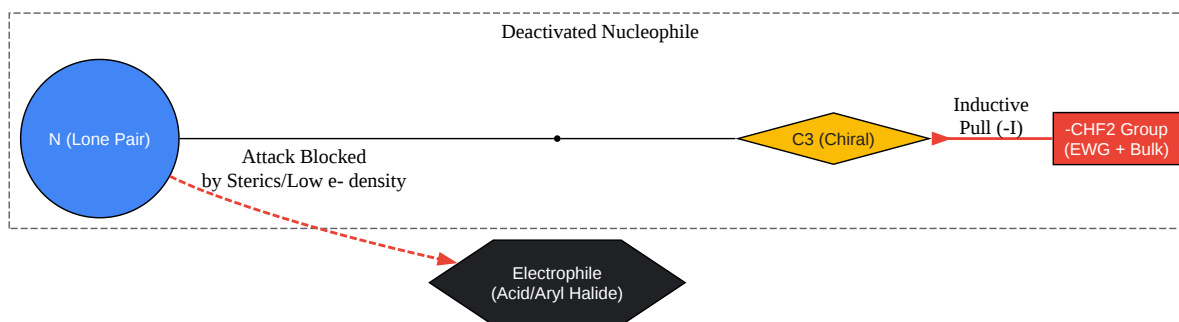 Deactivated Nucleophile
N (Lone Pair)
Attack Blocked
by Sterics/Low e- density
C3 (Chiral)
Inductive
Pull (-I)
-CHF2 Group
(EWG + Bulk)
Electrophile
(Acid/Aryl Halide)